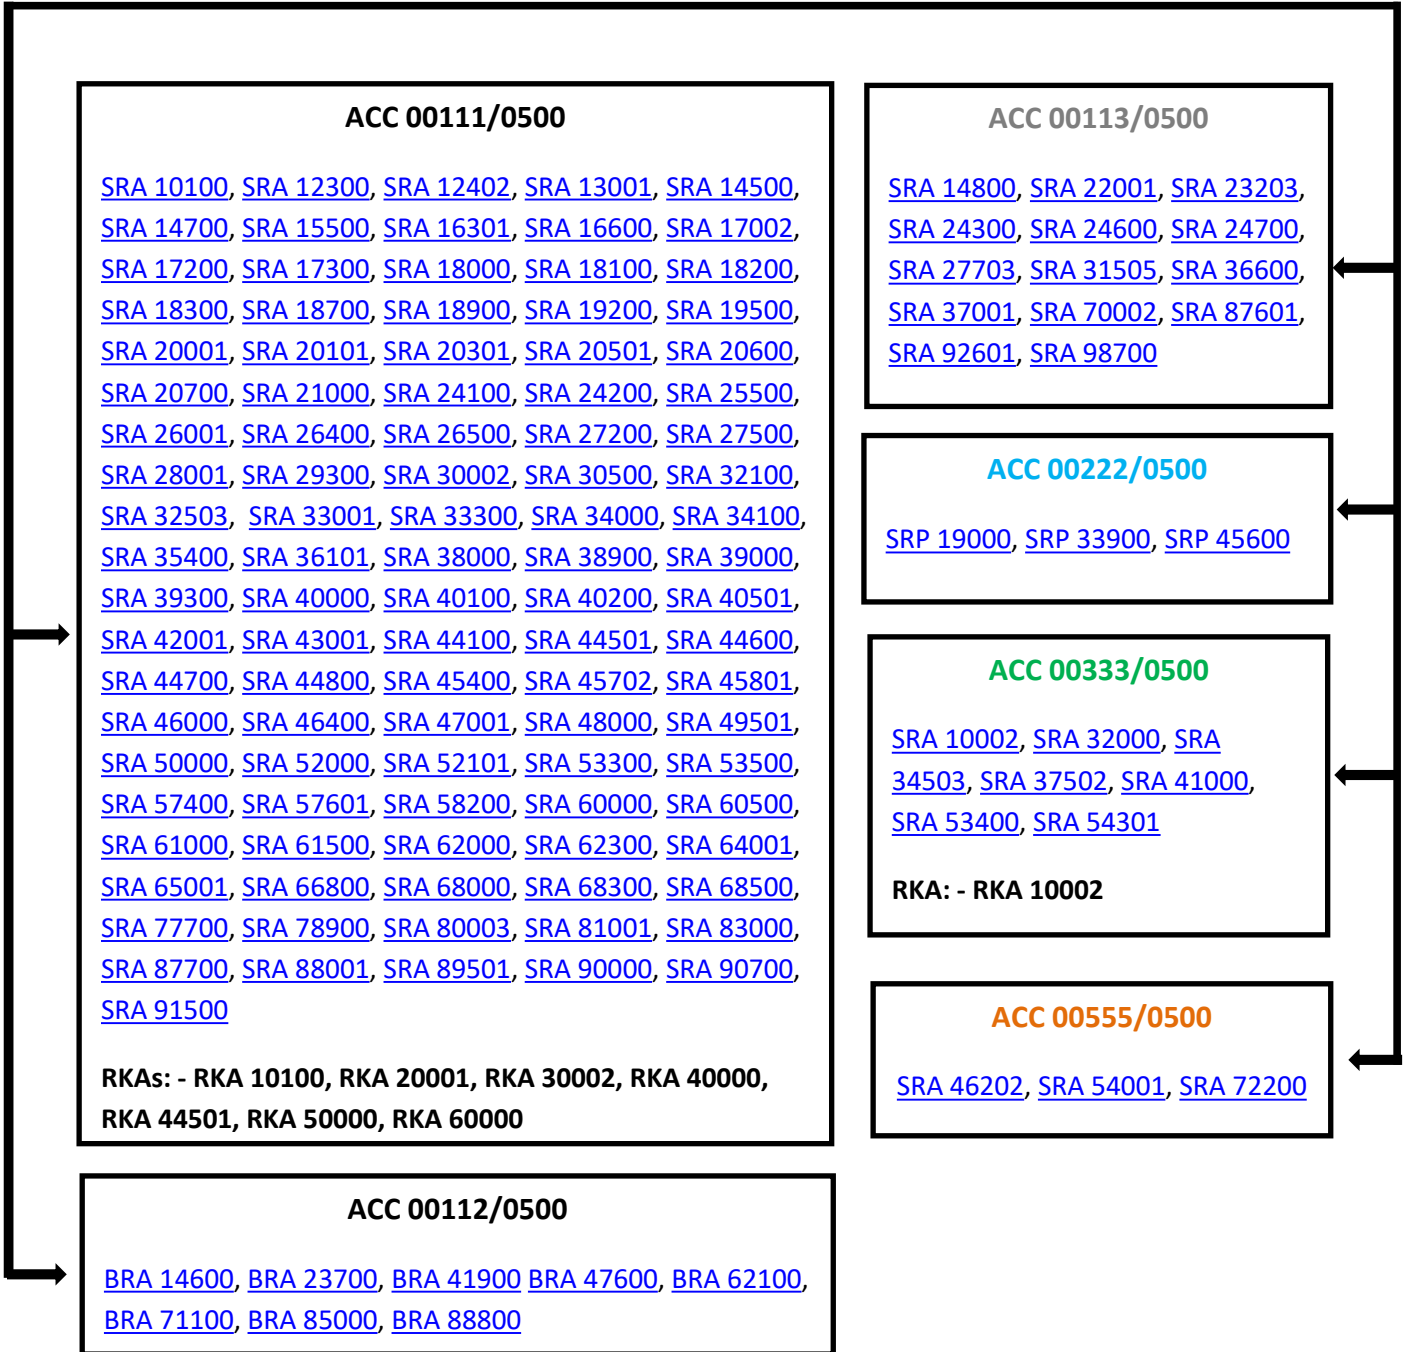 ACC 00111/0500
SRA 10100, SRA 12300, SRA 12402, SRA 13001, SRA 14500,
SRA 14700, SRA 15500, SRA 16301, SRA 16600, SRA 17002,
SRA 17200, SRA 17300, SRA 18000, SRA 18100, SRA 18200,
SRA 18300, SRA 18700, SRA 18900, SRA 19200, SRA 19500,
SRA 20001, SRA 20101, SRA 20301, SRA 20501, SRA 20600,
SRA 20700, SRA 21000, SRA 24100, SRA 24200, SRA 25500,
SRA 26001, SRA 26400, SRA 26500, SRA 27200, SRA 27500,
SRA 28001, SRA 29300, SRA 30002, SRA 30500, SRA 32100,
SRA 32503, SRA 33001, SRA 33300, SRA 34000, SRA 34100,
SRA 35400, SRA 36101, SRA 38000, SRA 38900, SRA 39000,
SRA 39300, SRA 40000, SRA 40100, SRA 40200, SRA 40501,
SRA 42001, SRA 43001, SRA 44100, SRA 44501, SRA 44600,
SRA 44700, SRA 44800, SRA 45400, SRA 45702, SRA 45801,
SRA 46000, SRA 46400, SRA 47001, SRA 48000, SRA 49501,
SRA 50000, SRA 52000, SRA 52101, SRA 53300, SRA 53500,
SRA 57400, SRA 57601, SRA 58200, SRA 60000, SRA 60500,
SRA 61000, SRA 61500, SRA 62000, SRA 62300, SRA 64001,
SRA 65001, SRA 66800, SRA 68000, SRA 68300, SRA 68500,
SRA 77700, SRA 78900, SRA 80003, SRA 81001, SRA 83000,
SRA 87700, SRA 88001, SRA 89501, SRA 90000, SRA 90700,
SRA 91500
RKAs: - RKA 10100, RKA 20001, RKA 30002, RKA 40000,
RKA 44501, RKA 50000, RKA 60000
ACC 00112/0500
BRA 14600, BRA 23700, BRA 41900 BRA 47600, BRA 62100,
BRA 71100, BRA 85000, BRA 88800
ACC 00113/0500
SRA 14800, SRA 22001, SRA 23203,
SRA 24300, SRA 24600, SRA 24700,
SRA 27703, SRA 31505, SRA 36600,
SRA 37001, SRA 70002, SRA 87601,
SRA 92601, SRA 98700
ACC 00222/0500
SRP 19000, SRP 33900, SRP 45600
ACC 00333/0500
SRA 10002, SRA 32000, SRA
34503, SRA 37502, SRA 41000,
SRA 53400, SRA 54301
RKA: - RKA 10002
ACC 00555/0500
SRA 46202, SRA 54001, SRA 72200